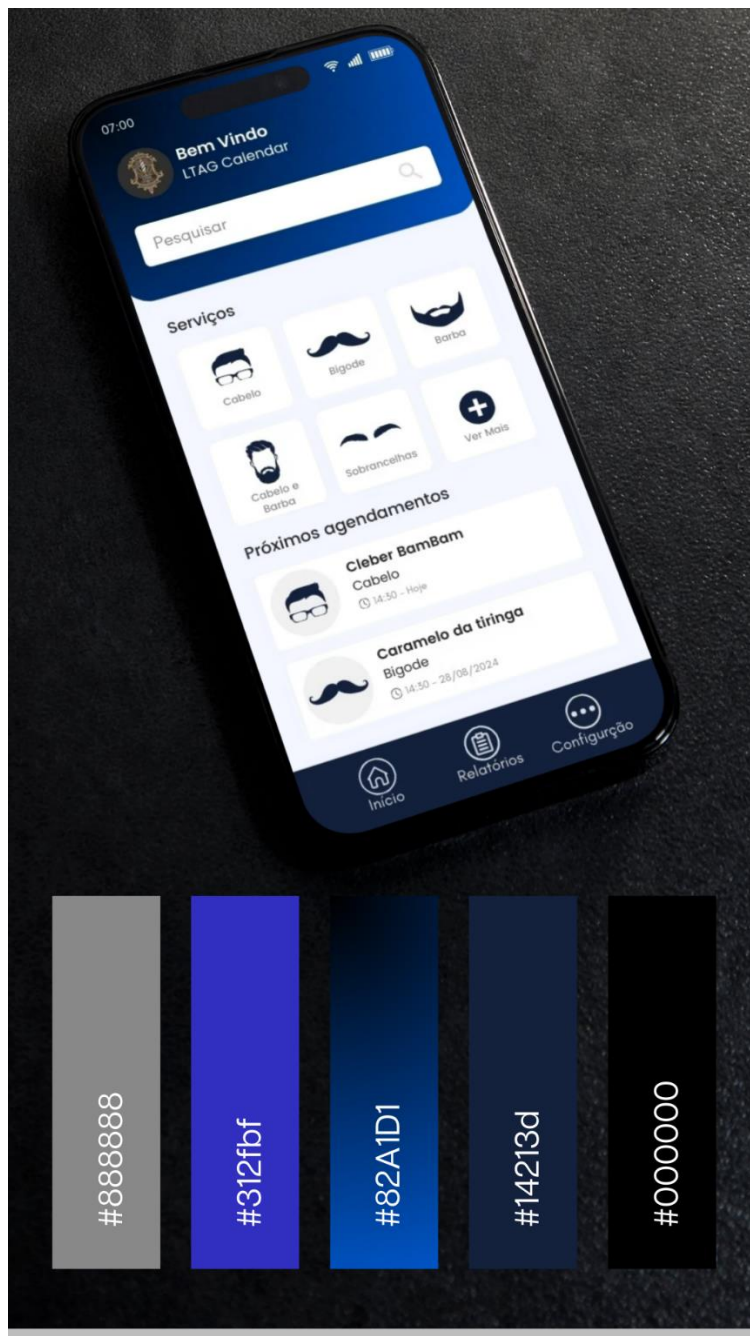 07:00
Bem Vindo
LTAG Calendar
Pesquisar
Serviços
Cabelo
Bigode
Barba
Cabelo e
Barba
Sobrancelhas
Ver Mais
Próximos agendamentos
Cleber BamBam
Cabelo
14:30 - Hoje
Caramelo da tiringa
Bigode
14:30 - 28/08/2024
Início
Relatórios
Configurção
#888888
#312fbf
#82A1D1
#14213d
#000000